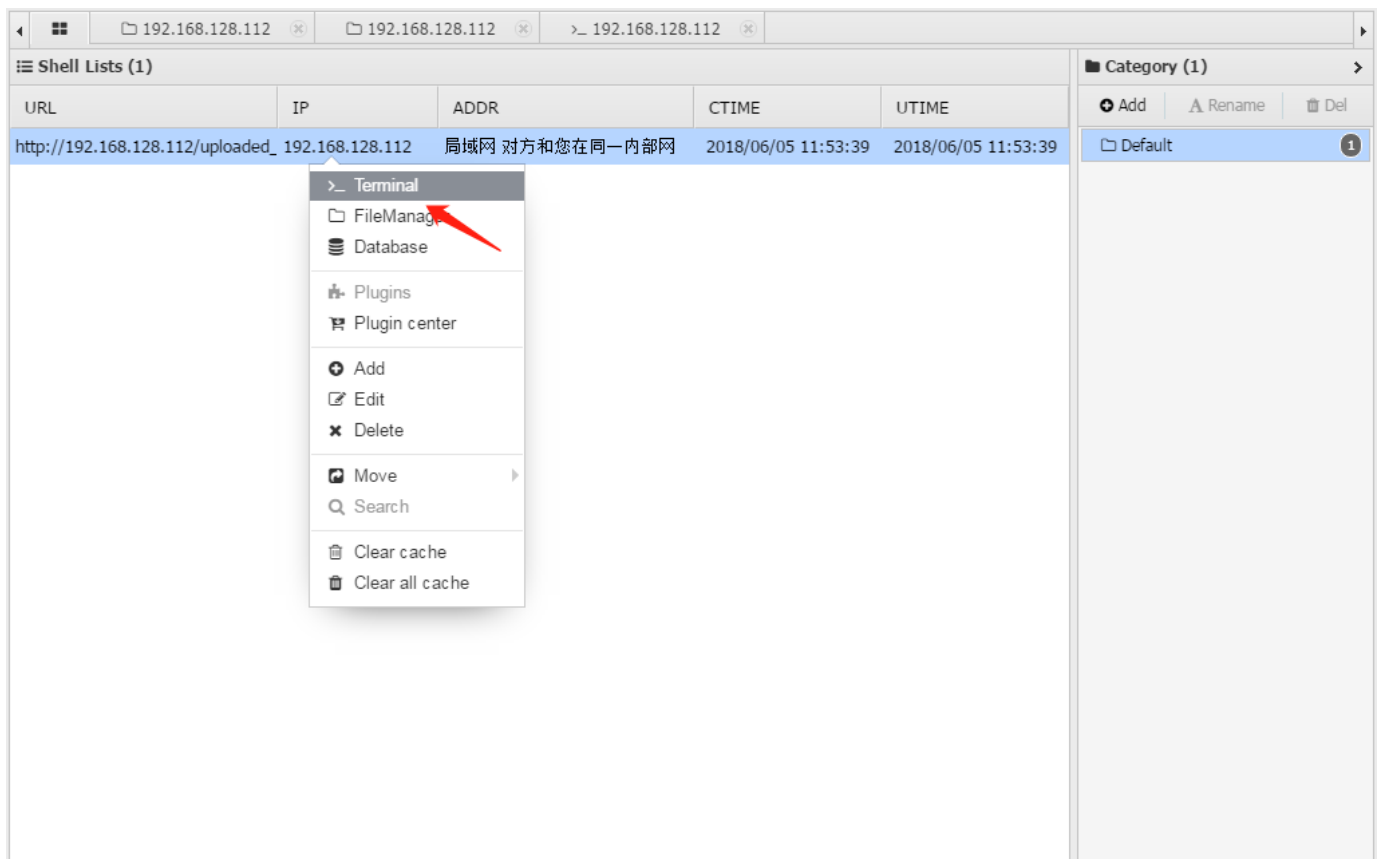 192.168.128.112 192.168.128.112 >_ 192.168.128.112
Shell Lists (1)
Category (1)
URL IP ADDR CTIME UTIME
Add Rename Del
http://192.168.128.112/uploaded_ 192.168.128.112 局域网 对方和您在同一内部网 2018/06/05 11:53:39 2018/06/05 11:53:39
Default 1
>_ Terminal
Database
Plugins
Plugin center
Add
Edit
Delete
Move
Search
Clear cache
Clear all cache